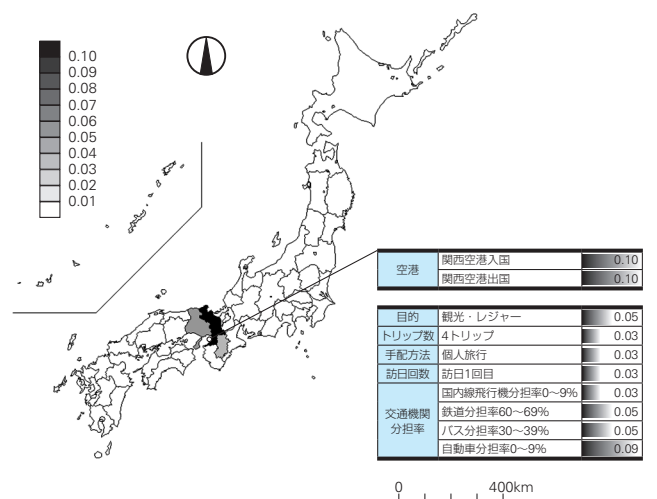 0.10
0.09
0.08
0.07
0.06
0.05
0.04
0.03
0.02
0.01
空港
関西空港入国 0.10
関西空港出国 0.10
目的 観光・レジャー 0.05
トリップ数 4トリップ 0.03
手配方法 個人旅行 0.03
訪日回数 訪日1回目 0.03
交通機関
分担率
国内線飛行機分担率0〜9% 0.03
鉄道分担率60〜69% 0.05
バス分担率30〜39% 0.05
自動車分担率0〜9% 0.09
0 400km